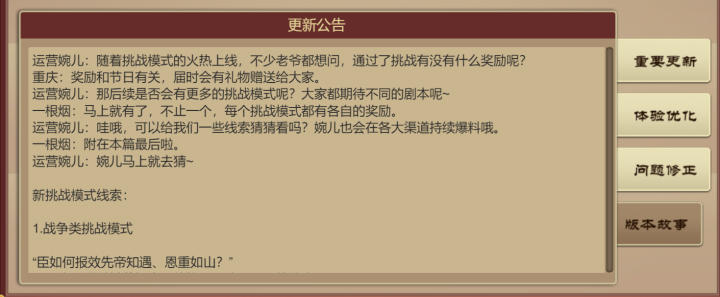 更新公告
运营婉儿：随着挑战模式的火热上线，不少老爷都想问，通过了挑战有没有什么奖励呢？
重庆：奖励和节日有关，届时会有礼物赠送给大家。
运营婉儿：那后续是否会有更多的挑战模式呢？大家都期待不同的剧本呢~
一根烟：马上就有了，不止一个，每个挑战模式都有各自的奖励。
运营婉儿：哇哦，可以给我们一些线索猜猜看吗？婉儿也会在各大渠道持续爆料哦。
一根烟：附在本篇最后啦。
运营婉儿：婉儿马上就去猜~
新挑战模式线索：
1.战争类挑战模式
“臣如何报效先帝知遇、恩重如山？”
重要更新
体验优化
问题修正
版本故事